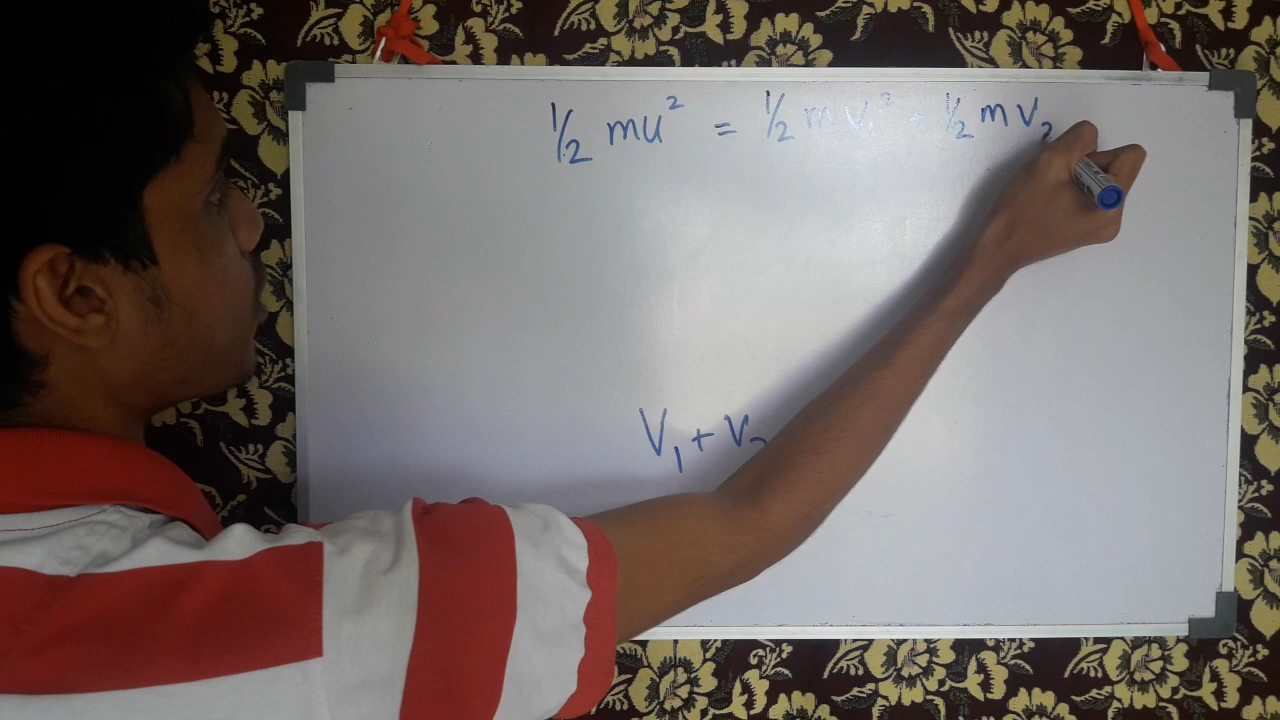 ½ mu² = ½ m v₁² + ½ m v₂
V₁ + V₂